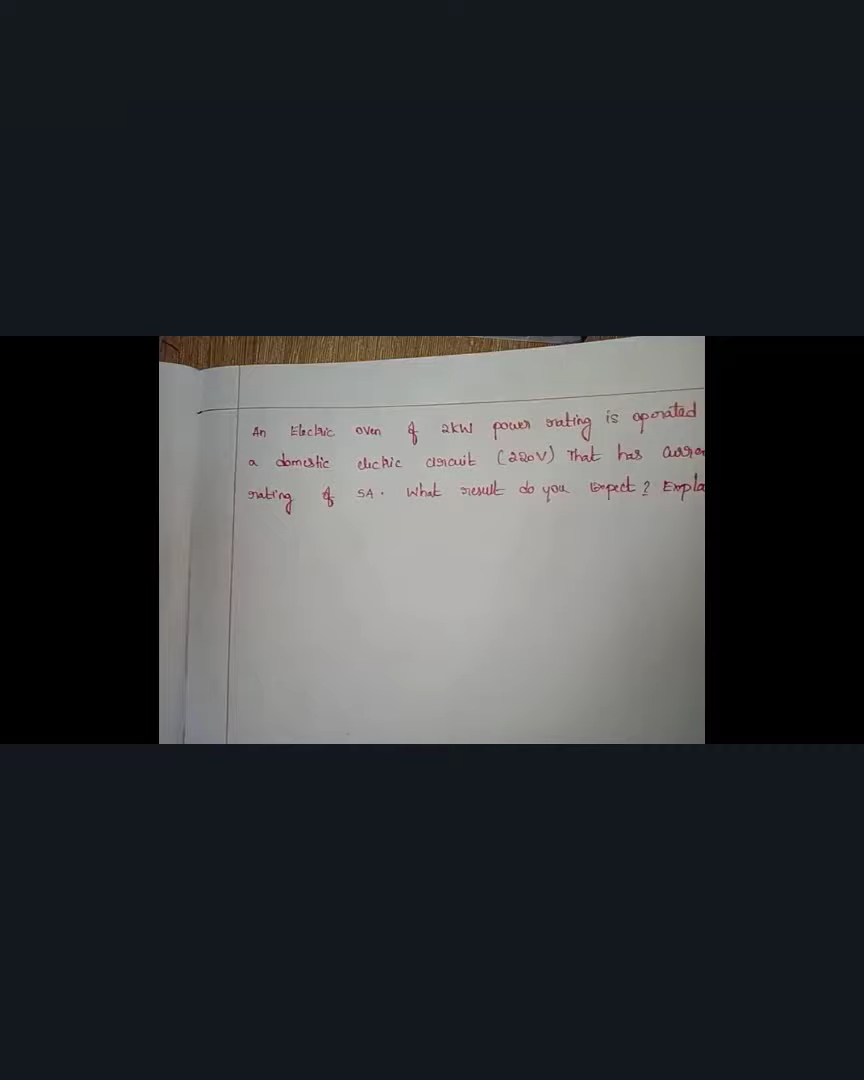 An Electric oven of 2kW power rating is operated
a domestic electric circuit (220V) That has
rating of 5A. What result do you Expect?